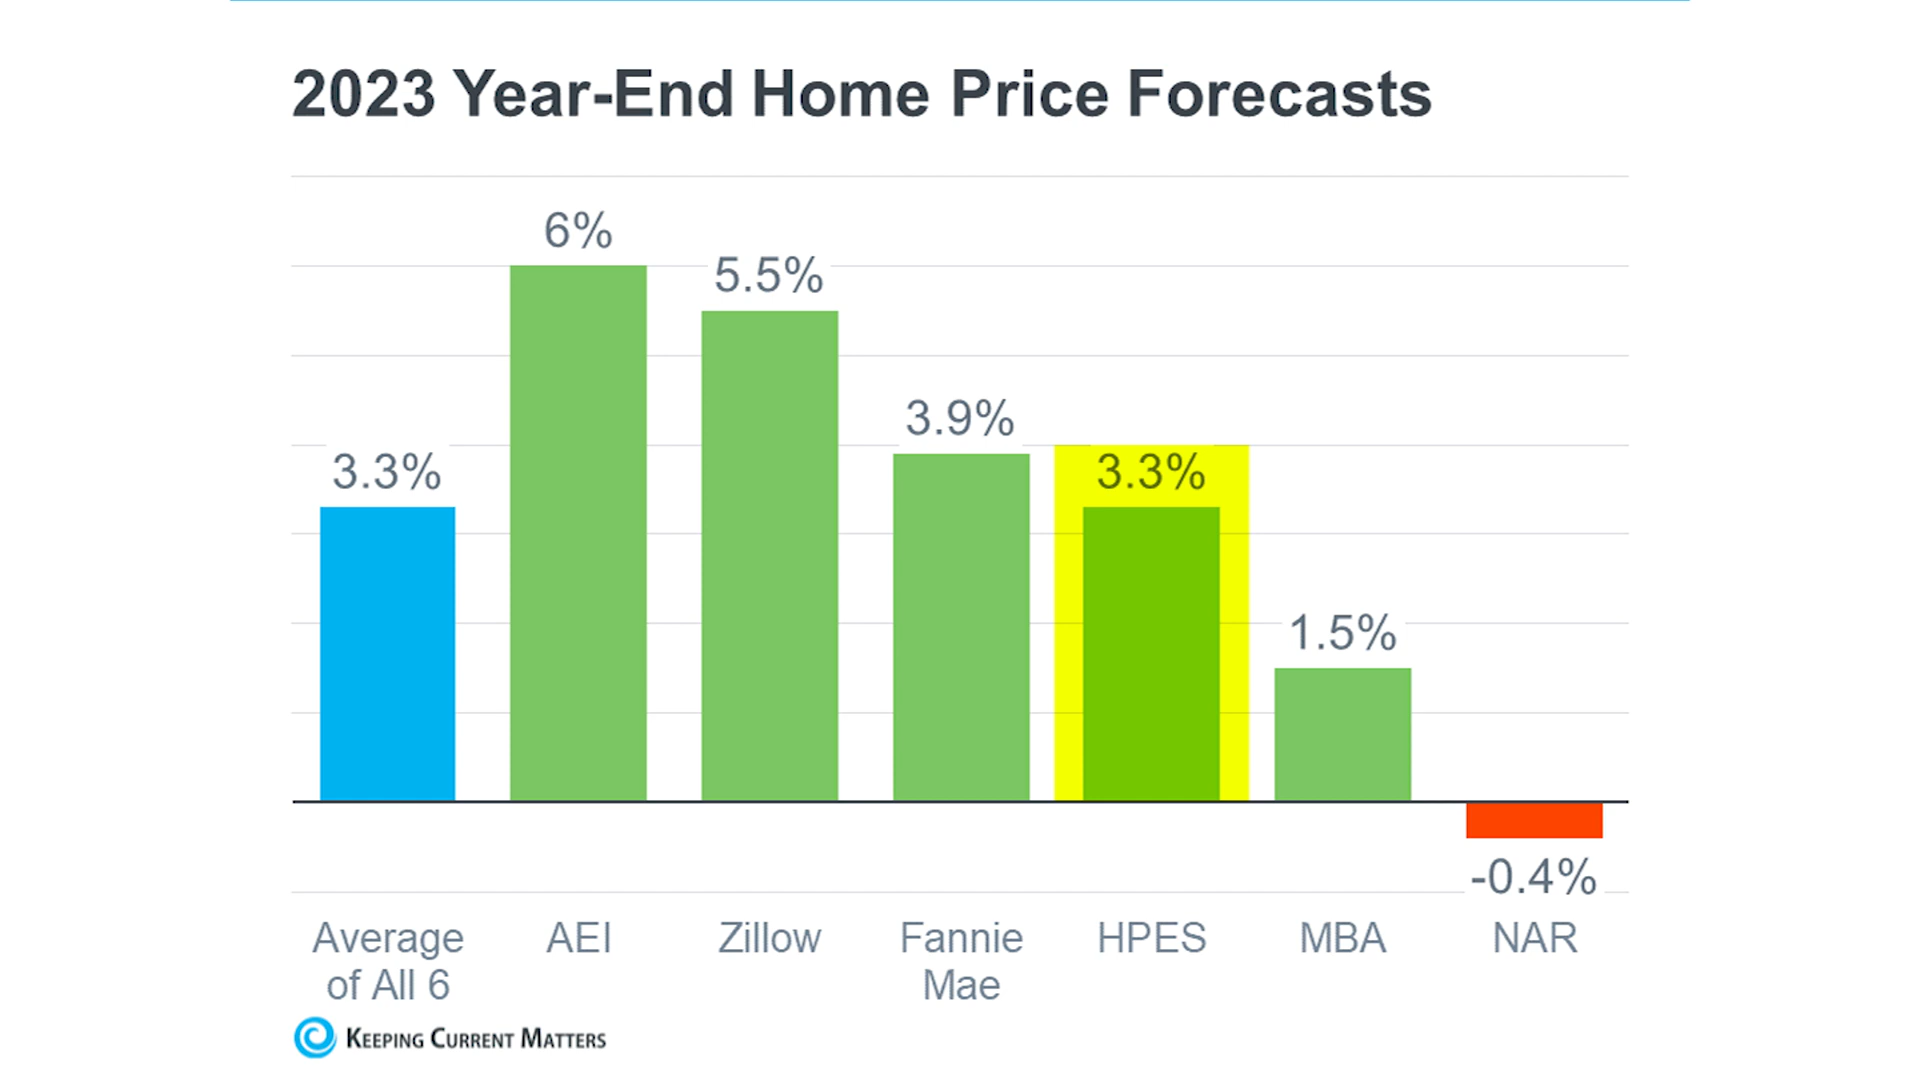 2023 Year-End Home Price Forecasts
3.3%
6%
5.5%
3.9%
3.3%
1.5%
-0.4%
Average
of All 6
AEI
Zillow
Fannie
Mae
HPES
MBA
NAR
KEEPING CURRENT MATTERS